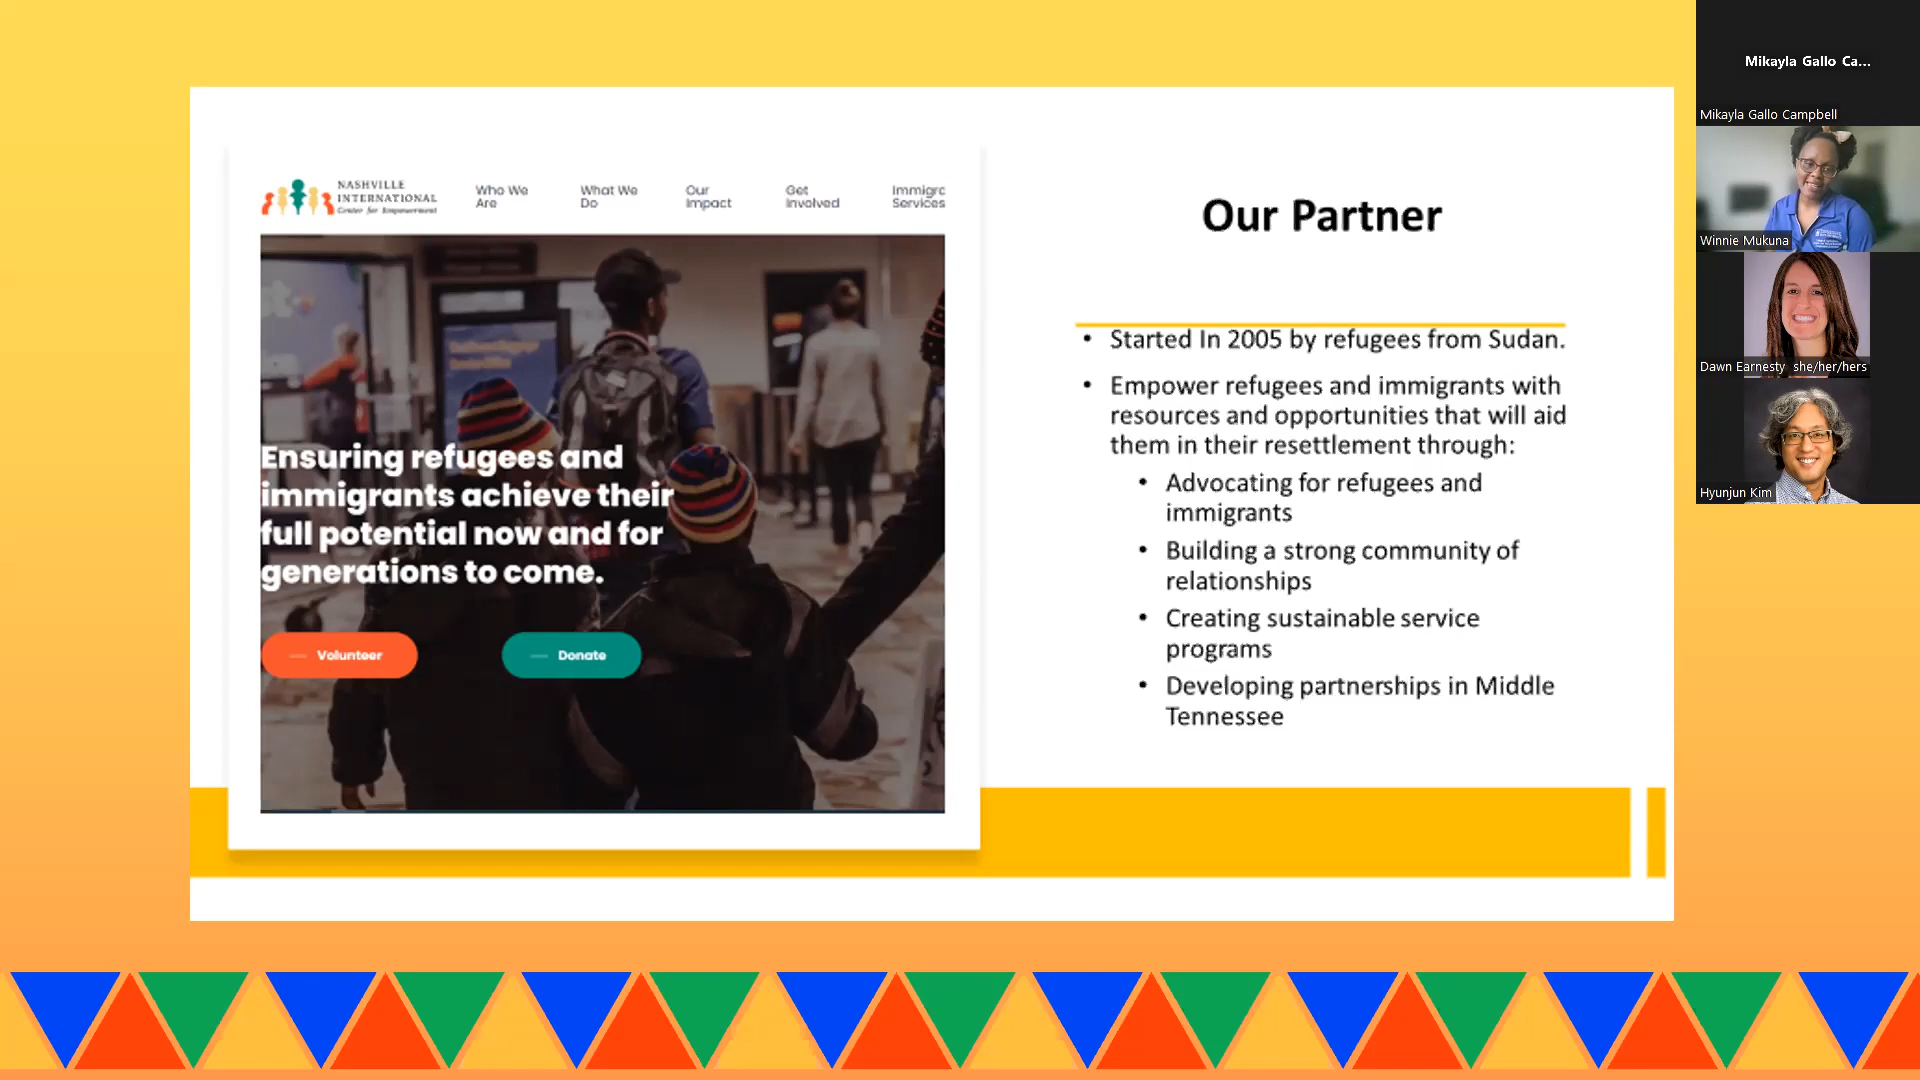 NASHVILLE
INTERNATIONAL
Center for Empowerment
Who We
Are
What We
Do
Our
Impact
Get
Involved
Immigrc
Services
Ensuring refugees and
immigrants achieve their
full potential now and for
generations to come.
Volunteer
Donate
Our Partner
• Started In 2005 by refugees from Sudan.
• Empower refugees and immigrants with
resources and opportunities that will aid
them in their resettlement through:
• Advocating for refugees and
immigrants
• Building a strong community of
relationships
• Creating sustainable service
programs
• Developing partnerships in Middle
Tennessee
Mikayla Gallo Ca...
Mikayla Gallo Campbell
Winnie Mukuna
Dawn Earnesty she/her/hers
Hyunjun Kim